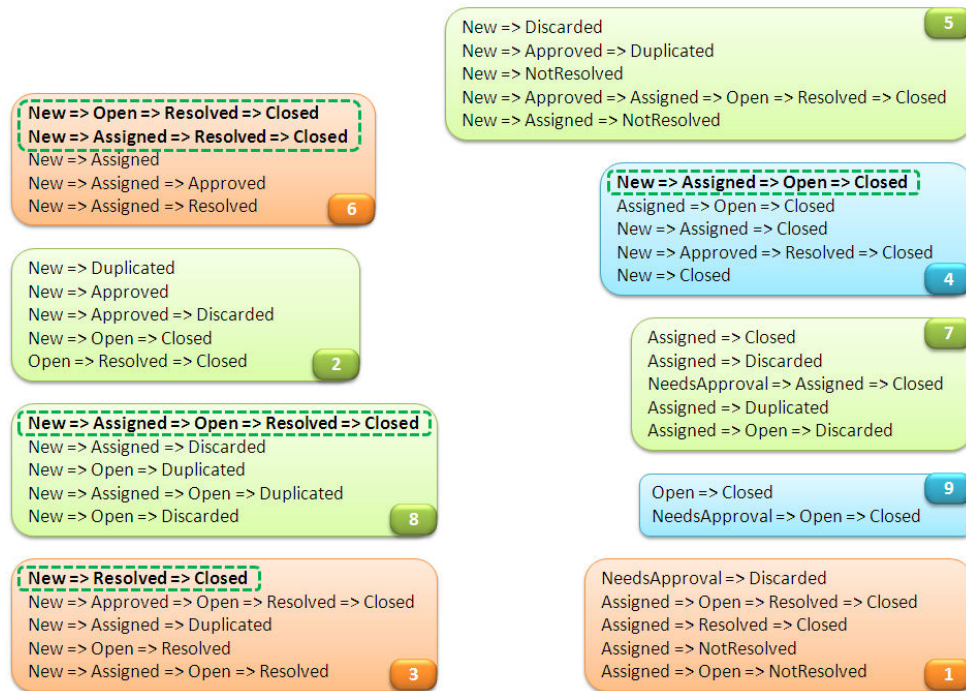 New => Discarded
New => Approved => Duplicated
New => NotResolved
New => Approved => Assigned => Open => Resolved => Closed
New => Assigned => NotResolved
5
New => Open => Resolved => Closed
New => Assigned => Resolved => Closed
New => Assigned
New => Assigned => Approved
New => Assigned => Resolved
6
New => Assigned => Open => Closed
Assigned => Open => Closed
New => Assigned => Closed
New => Approved => Resolved => Closed
New => Closed
4
New => Duplicated
New => Approved
New => Approved => Discarded
New => Open => Closed
Open => Resolved => Closed
2
Assigned => Closed
Assigned => Discarded
NeedsApproval => Assigned => Closed
Assigned => Duplicated
Assigned => Open => Discarded
7
New => Assigned => Open => Resolved => Closed
New => Assigned => Discarded
New => Open => Duplicated
New => Assigned => Open => Duplicated
New => Open => Discarded
8
Open => Closed
NeedsApproval => Open => Closed
9
New => Resolved => Closed
New => Approved => Open => Resolved => Closed
New => Assigned => Duplicated
New => Open => Resolved
New => Assigned => Open => Resolved
3
NeedsApproval => Discarded
Assigned => Open => Resolved => Closed
Assigned => Resolved => Closed
Assigned => NotResolved
Assigned => Open => NotResolved
1